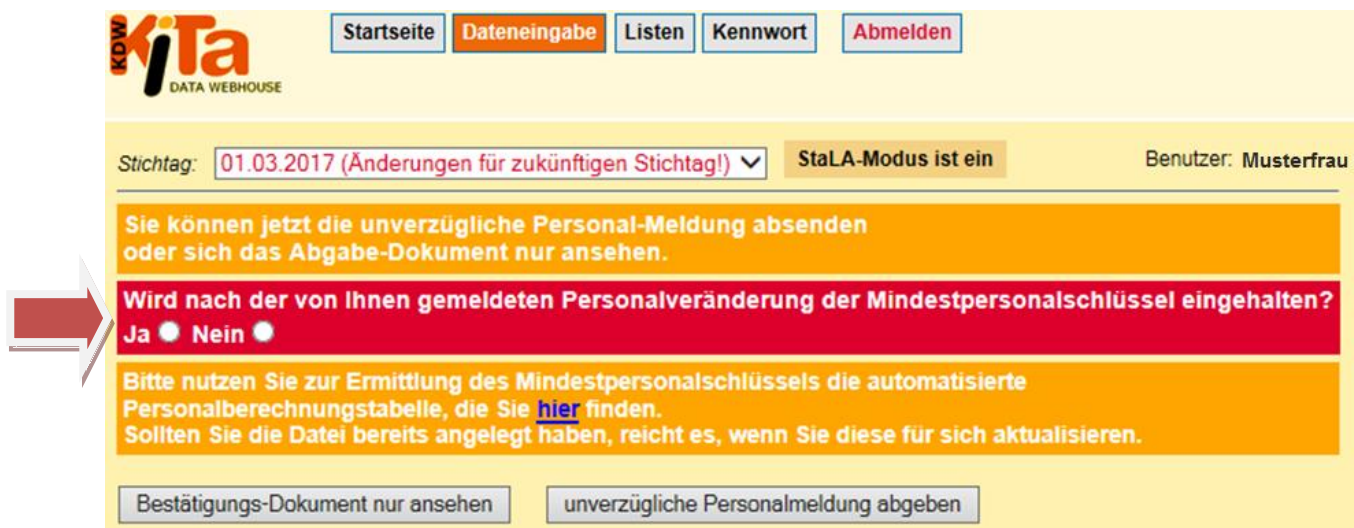 KDW
KiTa
DATA WEBHOUSE
Startseite Dateneingabe Listen Kennwort Abmelden
Stichtag: 01.03.2017 (Änderungen für zukünftigen Stichtag!) StaLA-Modus ist ein Benutzer: Musterfrau
Sie können jetzt die unverzügliche Personal-Meldung absenden
oder sich das Abgabe-Dokument nur ansehen.
Wird nach der von Ihnen gemeldeten Personalveränderung der Mindestpersonalschlüssel eingehalten?
Ja Nein
Bitte nutzen Sie zur Ermittlung des Mindestpersonalschlüssels die automatisierte
Personalberechnungstabelle, die Sie hier finden.
Sollten Sie die Datei bereits angelegt haben, reicht es, wenn Sie diese für sich aktualisieren.
Bestätigungs-Dokument nur ansehen unverzügliche Personalmeldung abgeben